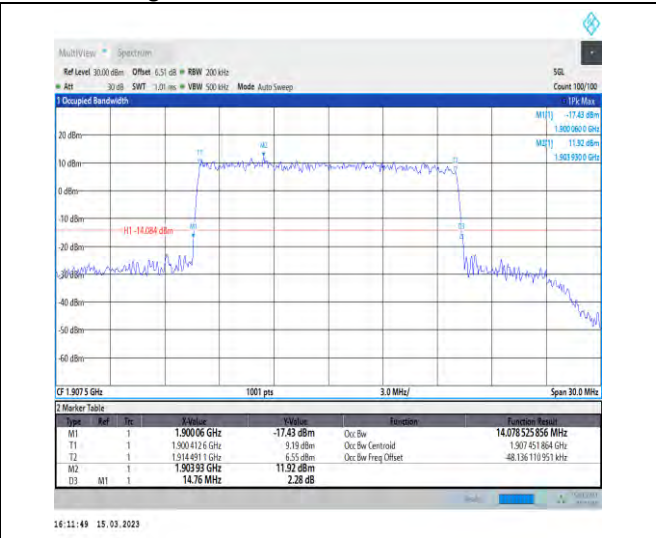 MultiView Spectrum
Ref Level 30.00 dBm Offset 6.51 dB RBW 200 kHz SGL
Att 30 dB SWT 1.01 ms VBW 500 kHz Mode Auto Sweep Count 100/100
1 Occupied Bandwidth 1Pk Max
M1[1] -17.43 dBm
1.900 060 0 GHz
M2[1] 11.92 dBm
1.903 930 0 GHz
20 dBm
M2
T1
T2
10 dBm
0 dBm
-10 dBm
M1
D3
H1 -14.084 dBm
-20 dBm
-30 dBm
-40 dBm
-50 dBm
-60 dBm
CF 1.907 5 GHz 1001 pts 3.0 MHz/ Span 30.0 MHz
2 Marker Table
Type Ref Trc X-Value Y-Value Function Function Result
M1 1 1.900 06 GHz -17.43 dBm Occ Bw 14.078 525 856 MHz
T1 1 1.900 412 6 GHz 9.19 dBm Occ Bw Centroid 1.907 451 864 GHz
T2 1 1.914 491 1 GHz 6.55 dBm Occ Bw Freq Offset -48.136 110 951 kHz
M2 1 1.903 93 GHz 11.92 dBm
D3 M1 1 14.76 MHz 2.28 dB
16:11:49 15.03.2023